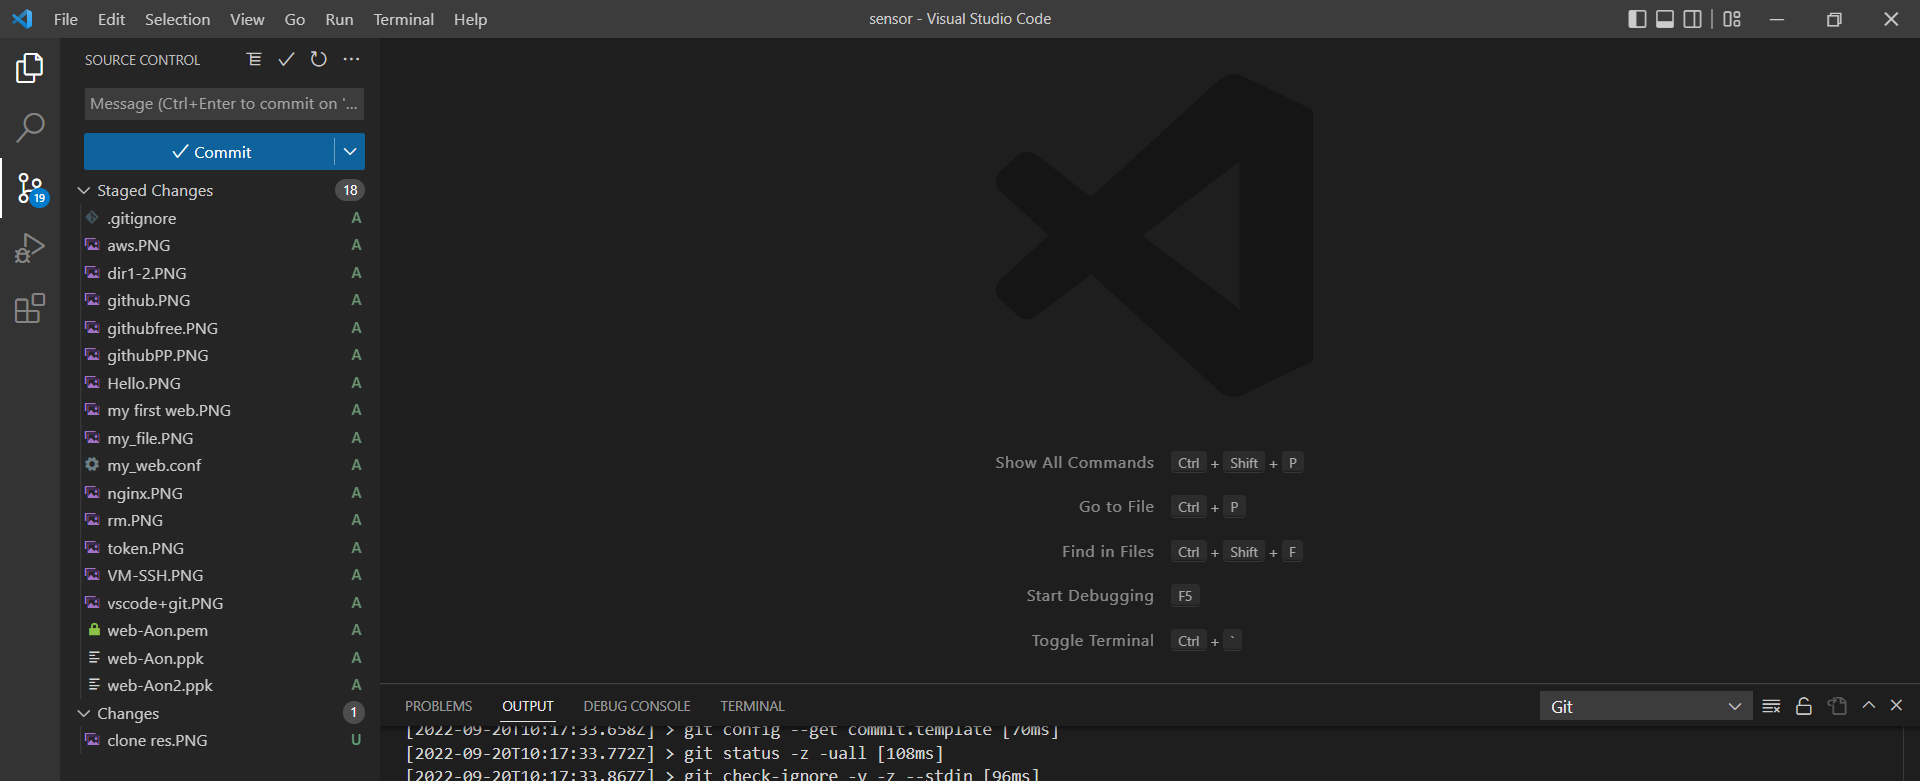 File Edit Selection View Go Run Terminal Help
sensor - Visual Studio Code
SOURCE CONTROL
Message (Ctrl+Enter to commit on '...
Commit
Staged Changes 18
19
.gitignore A
aws.PNG A
dir1-2.PNG A
github.PNG A
githubfree.PNG A
githubPP.PNG A
Hello.PNG A
my first web.PNG A
my_file.PNG A
my_web.conf A
nginx.PNG A
rm.PNG A
token.PNG A
VM-SSH.PNG A
vscode+git.PNG A
web-Aon.pem A
web-Aon.ppk A
web-Aon2.ppk A
Changes 1
clone res.PNG U
Show All Commands Ctrl + Shift + P
Go to File Ctrl + P
Find in Files Ctrl + Shift + F
Start Debugging F5
Toggle Terminal Ctrl + `
PROBLEMS OUTPUT DEBUG CONSOLE TERMINAL
Git
[2022-09-20T10:17:33.658Z] > git config --get commit.template [70ms]
[2022-09-20T10:17:33.772Z] > git status -z -uall [108ms]
[2022-09-20T10:17:33.867Z] > git check-ignore -v -z --stdin [96ms]